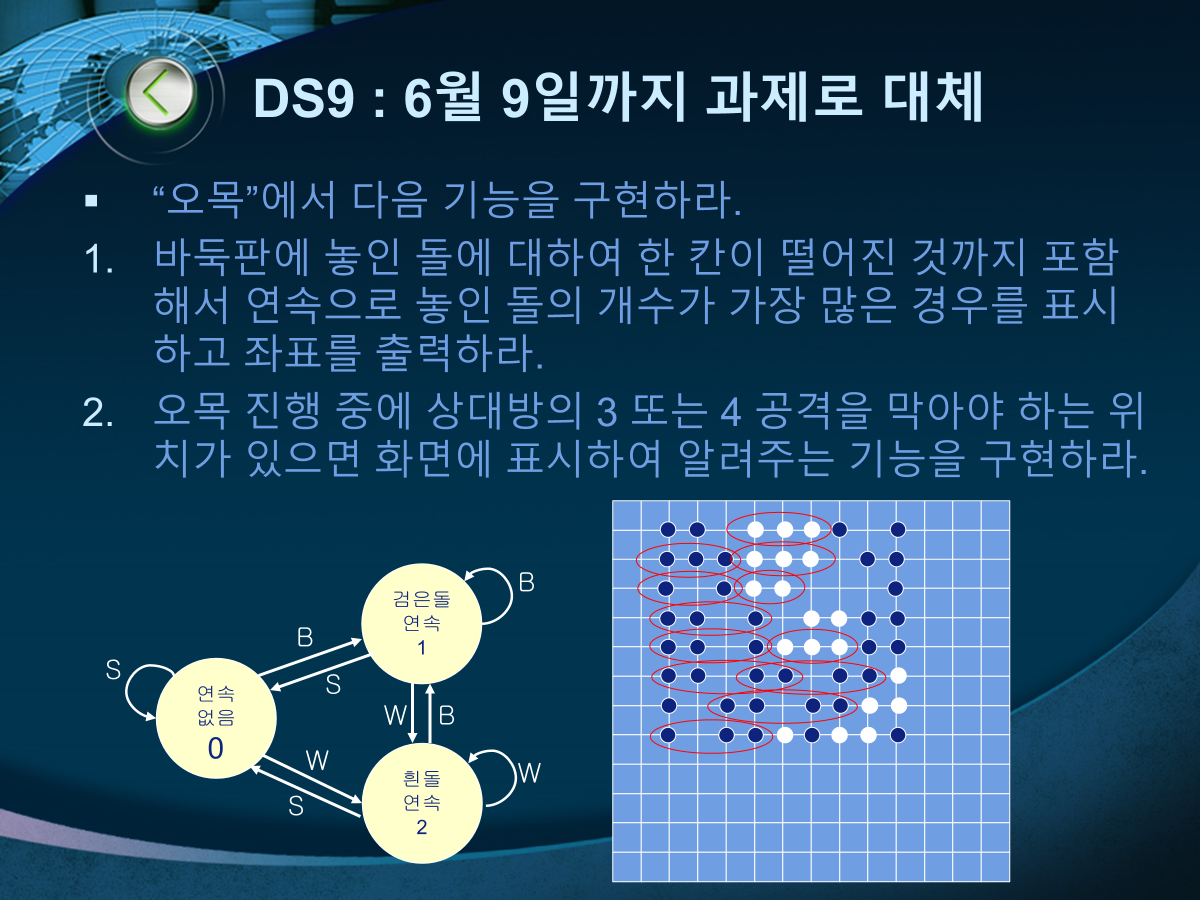 DS9 : 6월 9일까지 과제로 대체
▪ “오목”에서 다음 기능을 구현하라.
1. 바둑판에 놓인 돌에 대하여 한 칸이 떨어진 것까지 포함
해서 연속으로 놓인 돌의 개수가 가장 많은 경우를 표시
하고 좌표를 출력하라.
2. 오목 진행 중에 상대방의 3 또는 4 공격을 막아야 하는 위
치가 있으면 화면에 표시하여 알려주는 기능을 구현하라.
검은돌
연속
1
B
B
S
S
연속
없음
0
W
B
W
S
흰돌
연속
2
W